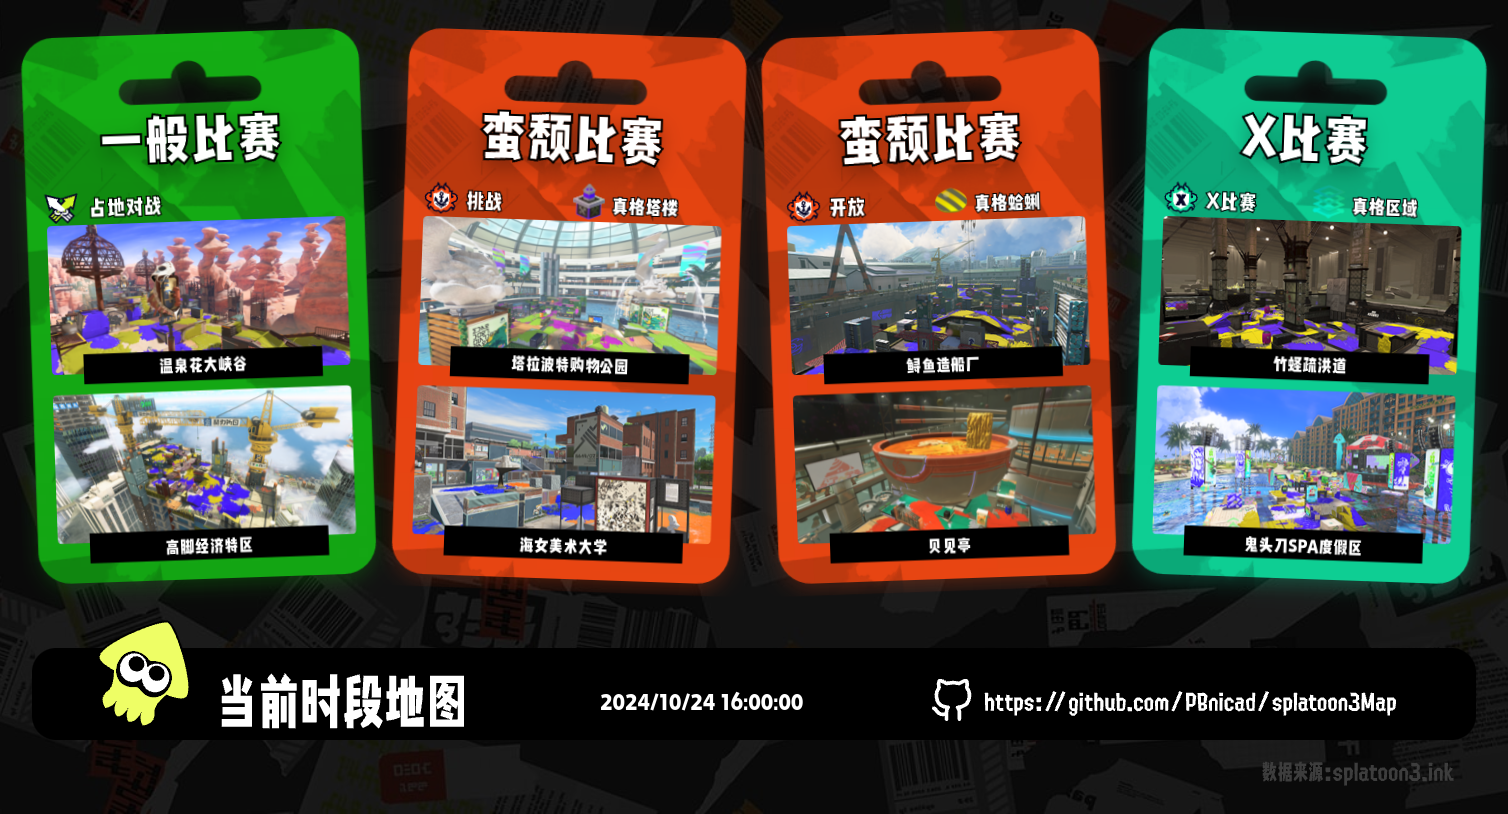 一般比赛
占地对战
温泉花大峡谷
高脚经济特区
蛮颓比赛
挑战
真格塔楼
塔拉波特购物公园
海女美术大学
蛮颓比赛
开放
真格蛤蜊
鲟鱼造船厂
贝见亭
X比赛
X比赛
真格区域
竹蛏疏洪道
鬼头刀SPA度假区
当前时段地图
2024/10/24 16:00:00
https://github.com/PBnicad/splatoon3Map
数据来源:splatoon3.ink